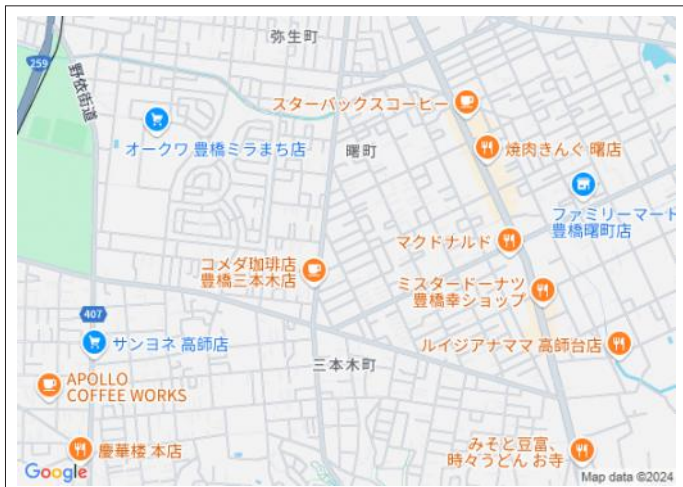 弥生町
259
野依街道
スターバックスコーヒー
オークワ 豊橋ミラまち店
曙町
焼肉きんぐ 曙店
ファミリーマート
豊橋曙町店
マクドナルド
コメダ珈琲店
豊橋三本木店
ミスタードーナツ
豊橋幸ショップ
407
サンヨネ 高師店
ルイジアナママ 高師台店
三本木町
APOLLO
COFFEE WORKS
慶華楼 本店
みそと豆富、
時々うどん お寺
Google
Map data ©2024